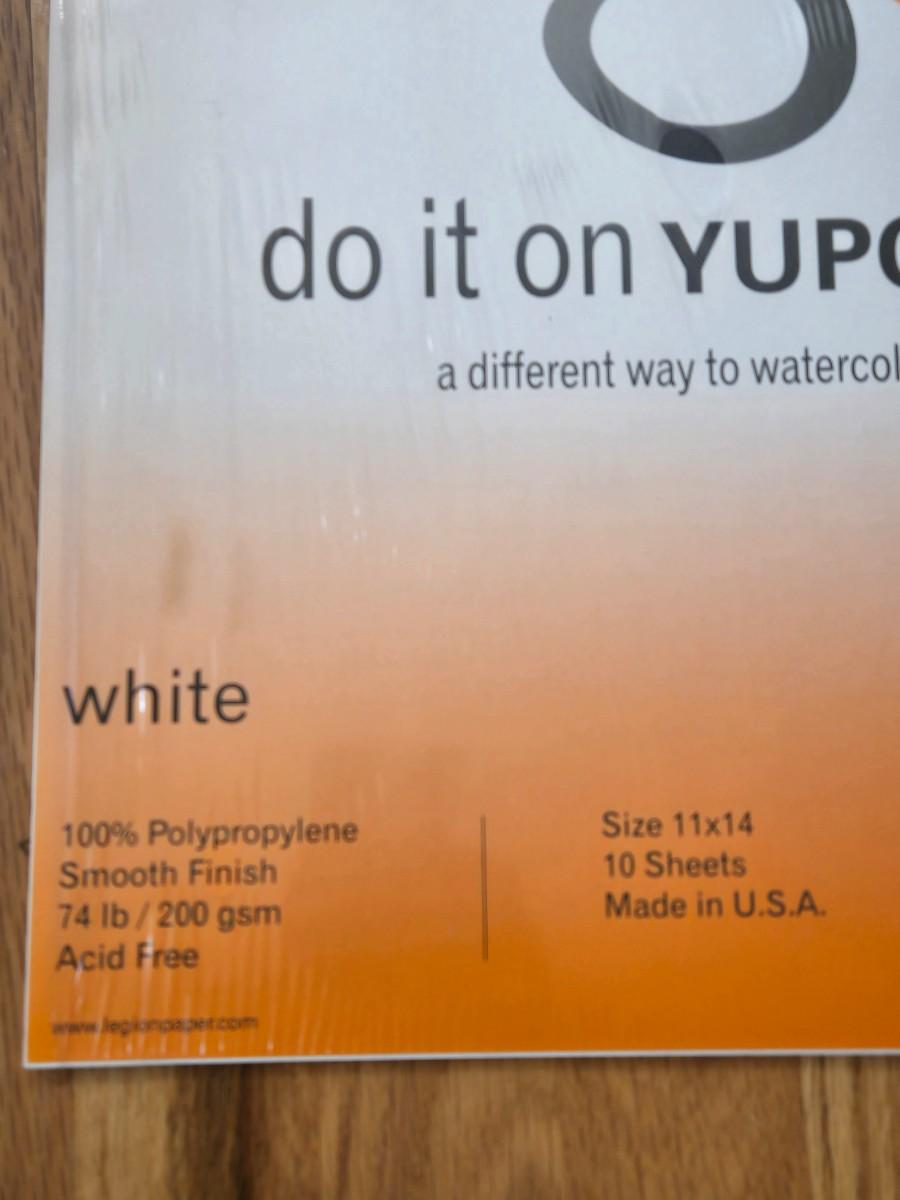 do it on YUPO
a different way to watercol
white
100% Polypropylene
Smooth Finish
74 lb / 200 gsm
Acid Free
Size 11x14
10 Sheets
Made in U.S.A.
www.legionpaper.com